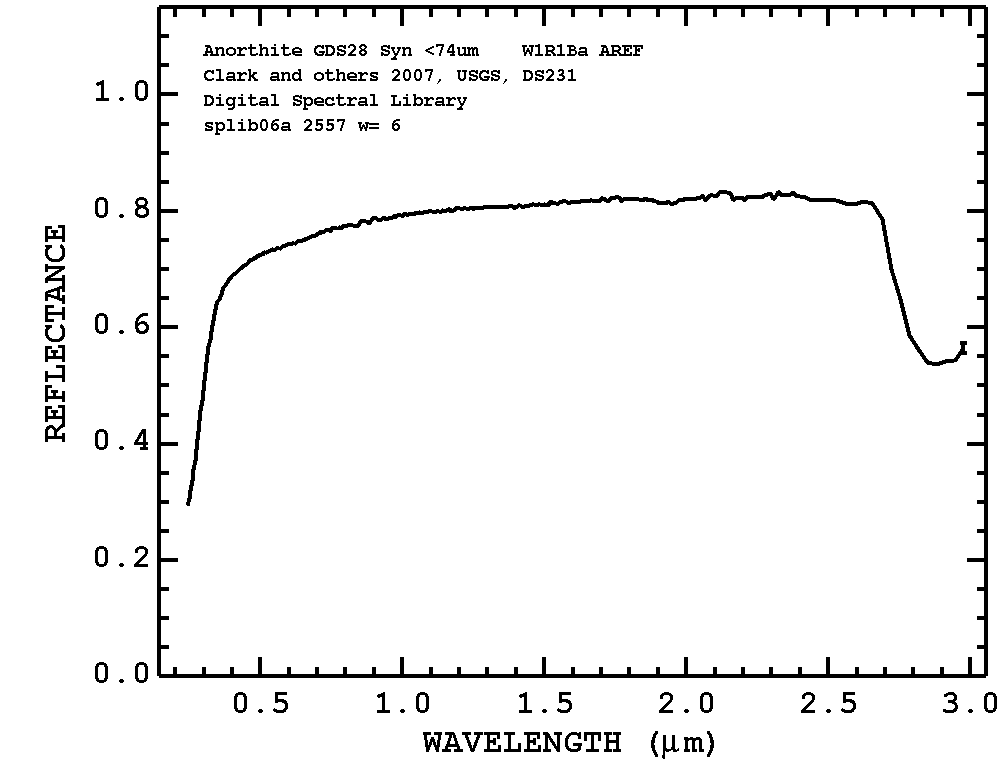 Anorthite GDS28 Syn <74um W1R1Ba AREF
Clark and others 2007, USGS, DS231
Digital Spectral Library
splib06a 2557 w= 6
REFLECTANCE
1.0
0.8
0.6
0.4
0.2
0.0
0.5 1.0 1.5 2.0 2.5 3.0
WAVELENGTH (μm)